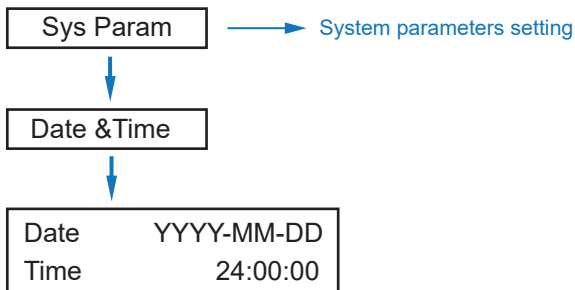 Sys Param System parameters setting
Date &Time
Date YYYY-MM-DD
Time 24:00:00